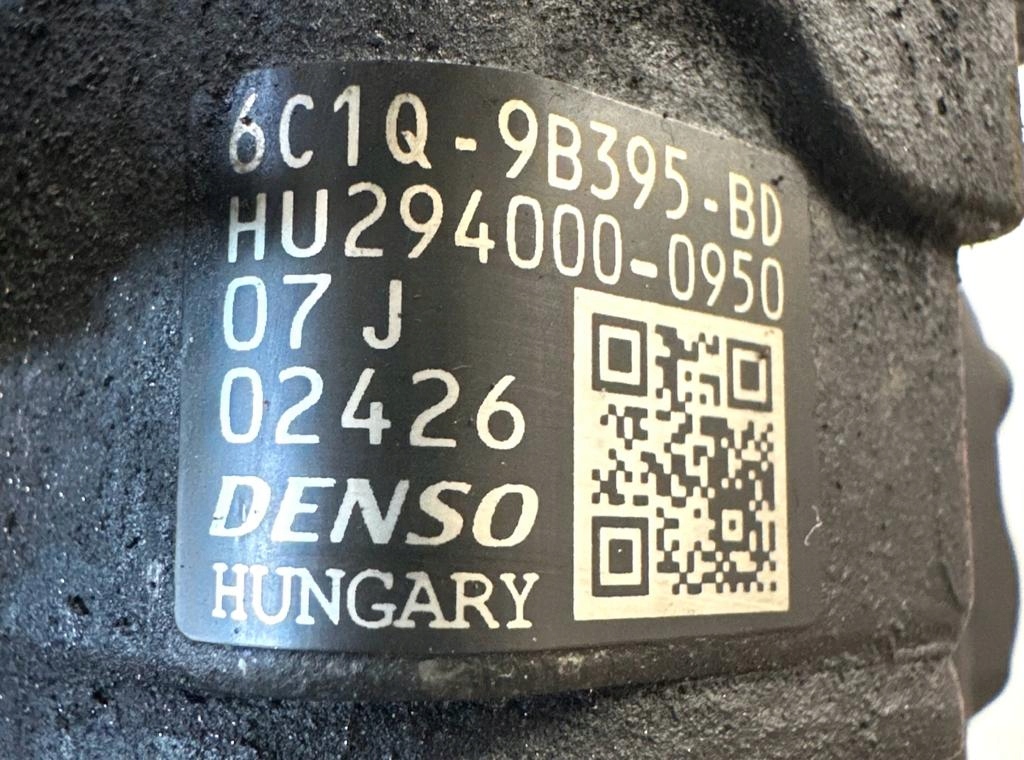 6C1Q-9B395-BD
HU294000-0950
07 J
02426
DENSO
HUNGARY